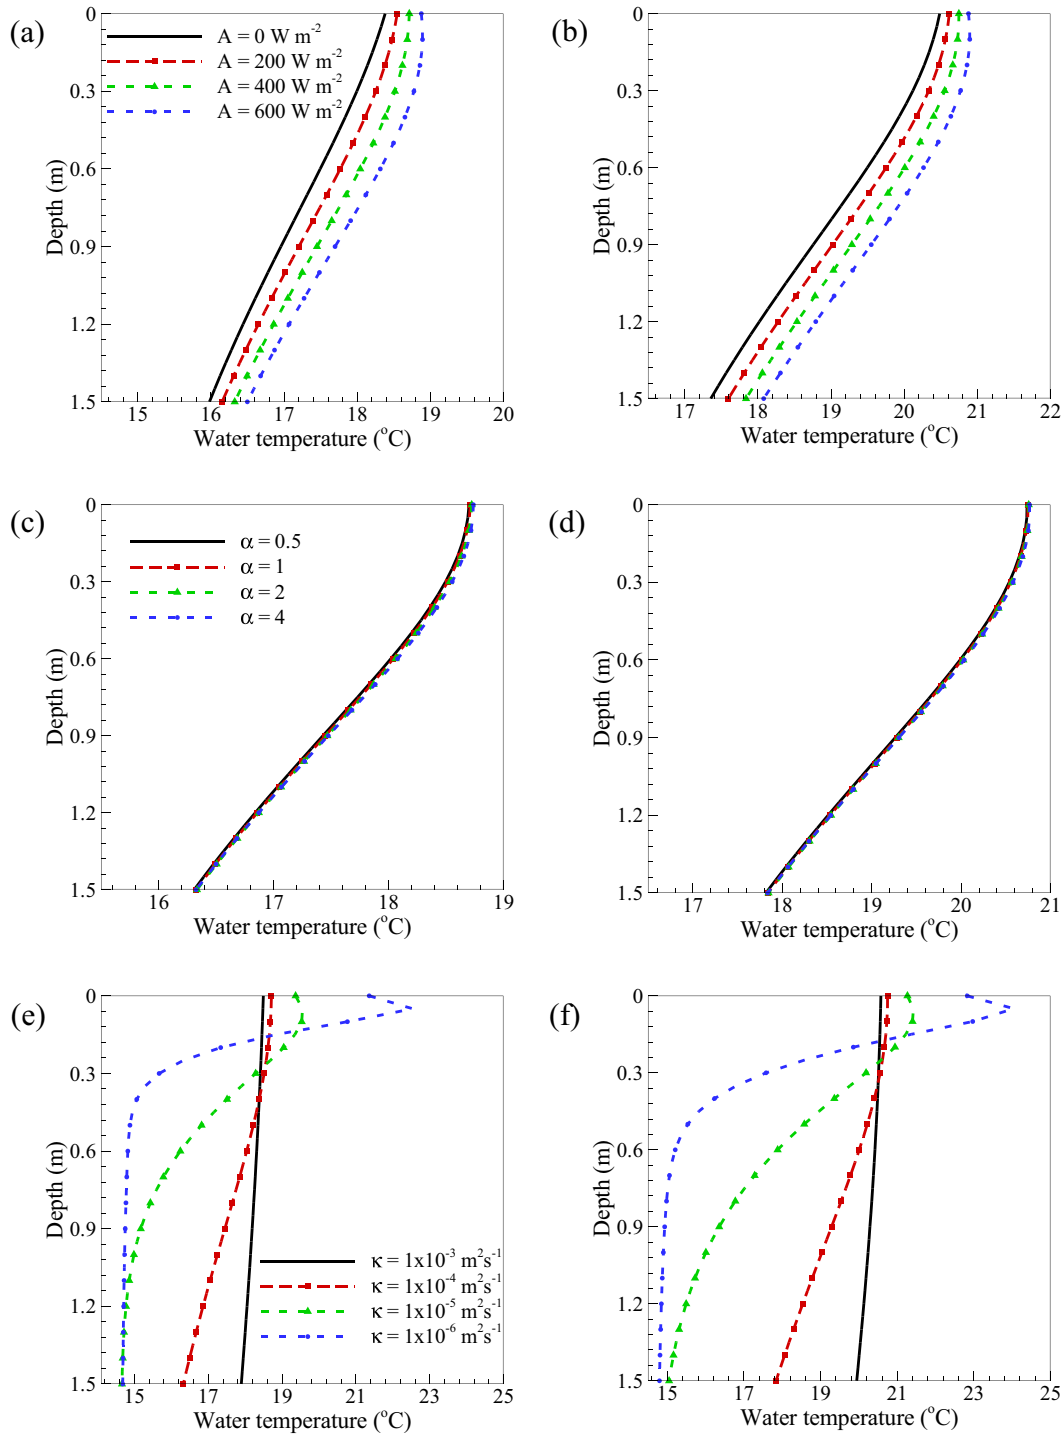 (a)
A = 0 W m-2
A = 200 W m-2
A = 400 W m-2
A = 600 W m-2
0
0.3
0.6
0.9
1.2
1.5
Depth (m)
15 16 17 18 19 20
Water temperature (oC)
(b)
0
0.3
0.6
0.9
1.2
1.5
Depth (m)
17 18 19 20 21 22
Water temperature (oC)
(c)
α = 0.5
α = 1
α = 2
α = 4
0
0.3
0.6
0.9
1.2
1.5
Depth (m)
16 17 18 19
Water temperature (oC)
(d)
0
0.3
0.6
0.9
1.2
1.5
Depth (m)
17 18 19 20 21
Water temperature (oC)
(e)
0
0.3
0.6
0.9
1.2
1.5
Depth (m)
κ = 1x10-3 m2s-1
κ = 1x10-4 m2s-1
κ = 1x10-5 m2s-1
κ = 1x10-6 m2s-1
15 17 19 21 23 25
Water temperature (oC)
(f)
0
0.3
0.6
0.9
1.2
1.5
Depth (m)
15 17 19 21 23 25
Water temperature (oC)